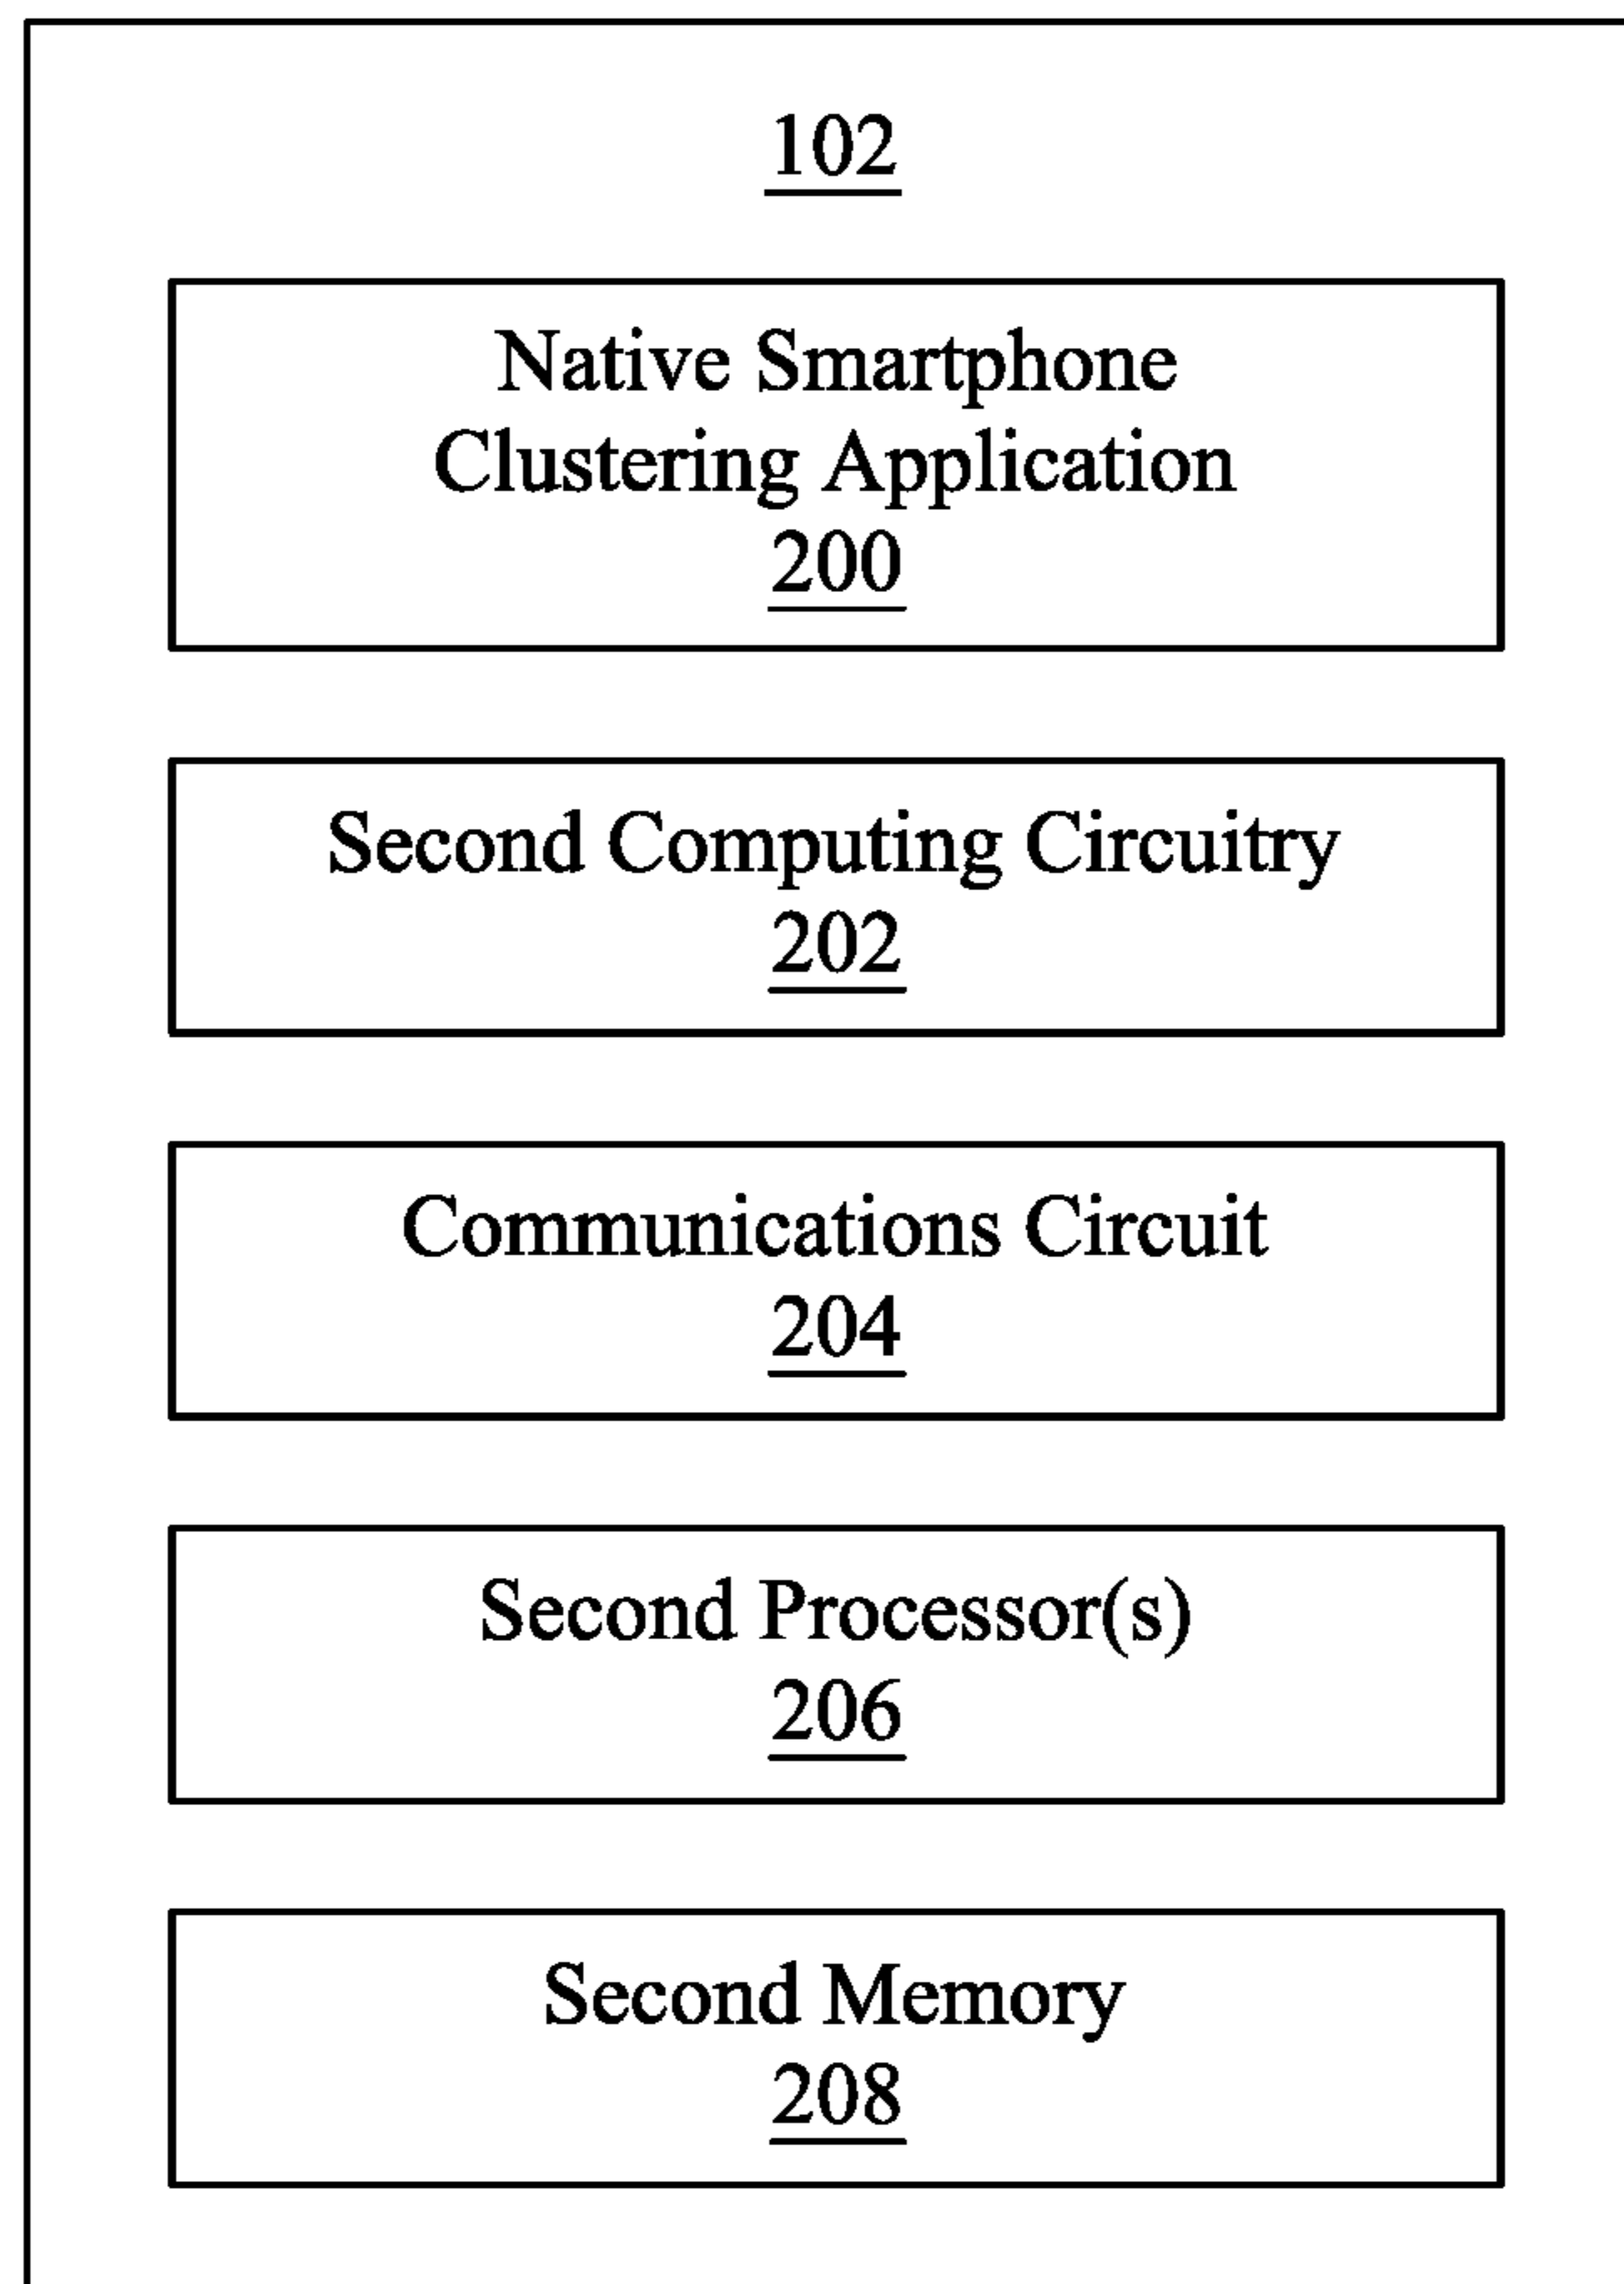 102
Native Smartphone
Clustering Application
200
Second Computing Circuitry
202
Communications Circuit
204
Second Processor(s)
206
Second Memory
208